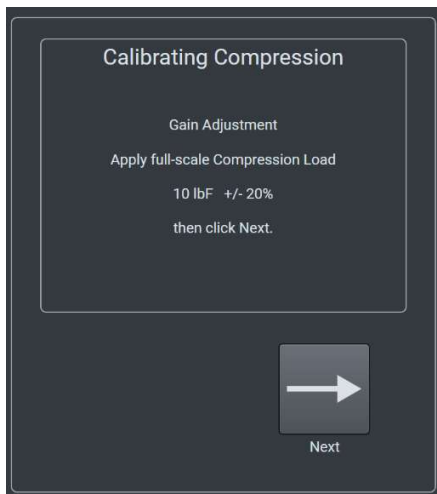 Calibrating Compression
Gain Adjustment
Apply full-scale Compression Load
10 lbF +/- 20%
then click Next.
Next